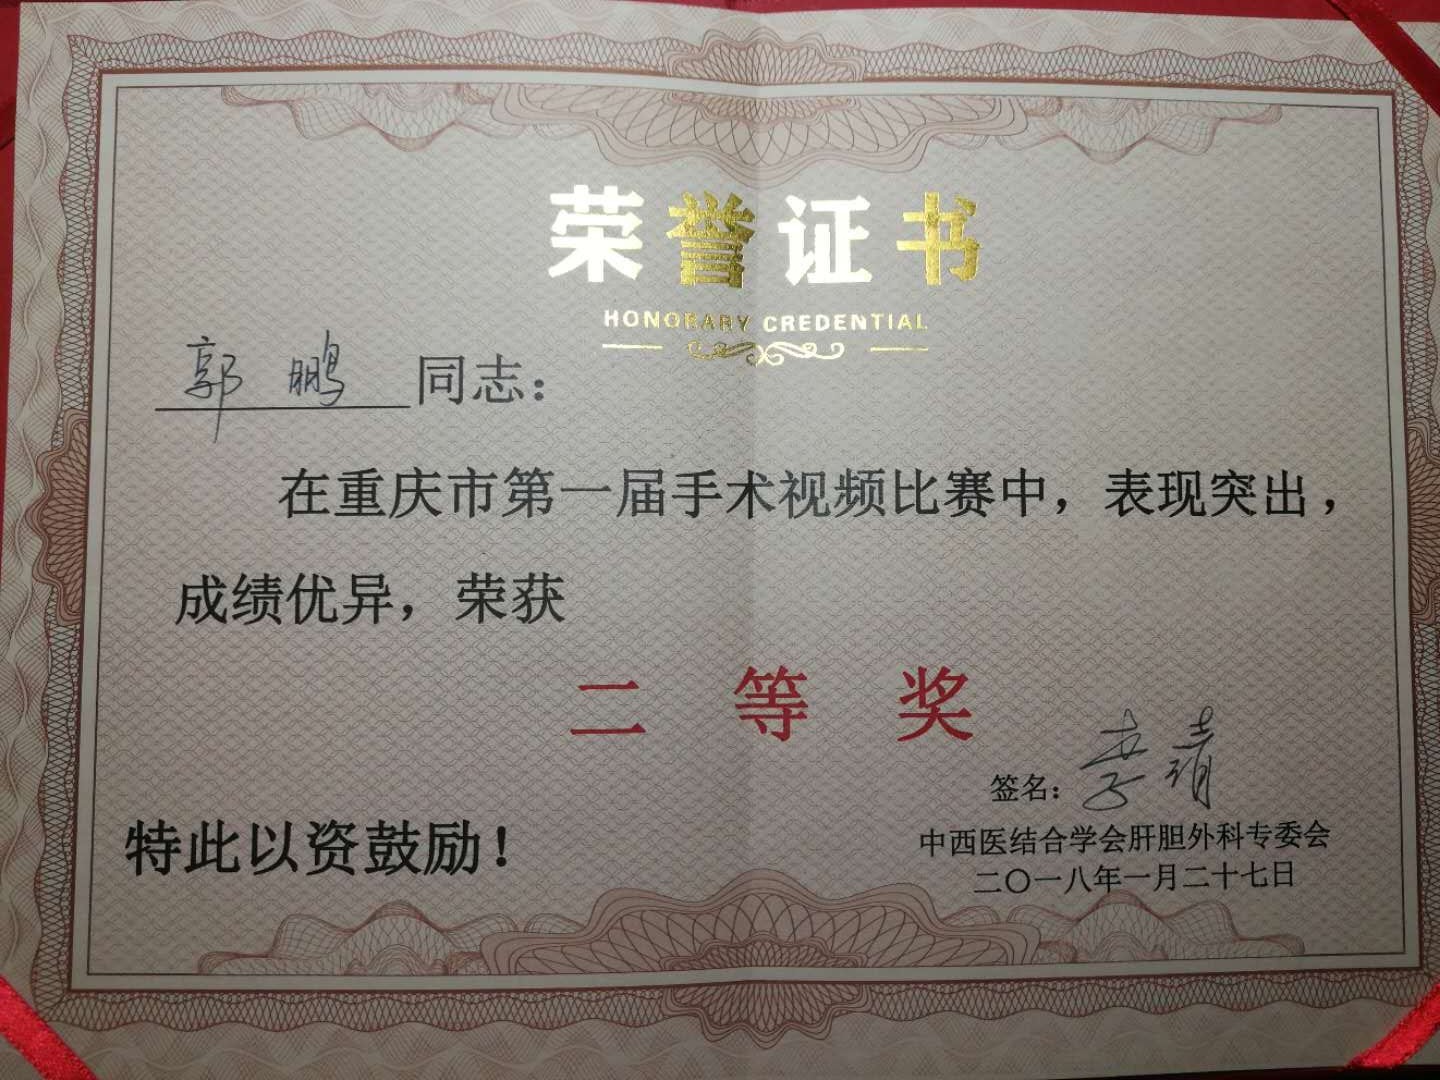 荣誉证书
HONORARY CREDENTIAL
郭鹏同志：
在重庆市第一届手术视频比赛中，表现突出，
成绩优异，荣获
二等奖
签名：李靖
特此以资鼓励！
中西医结合学会肝胆外科专委会
二〇一八年一月二十七日